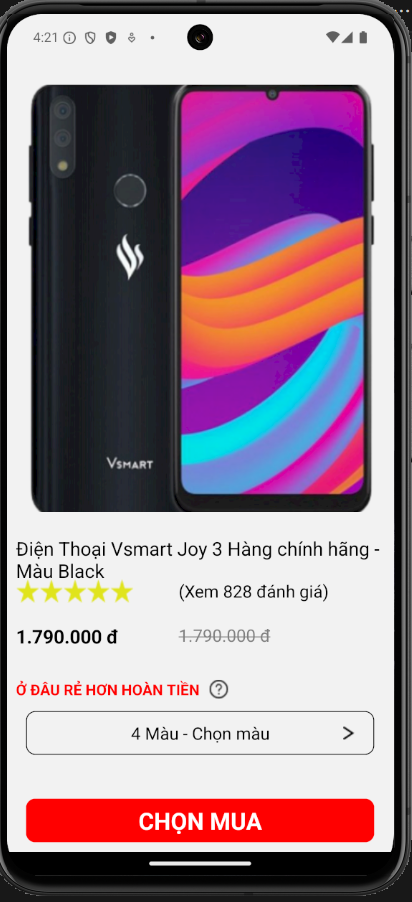 4:21
VSMART
Điện Thoại Vsmart Joy 3 Hàng chính hãng -
Màu Black
(Xem 828 đánh giá)
1.790.000 đ
1.790.000 đ
Ở ĐÂU RẺ HƠN HOÀN TIỀN ?
4 Màu - Chọn màu
CHỌN MUA